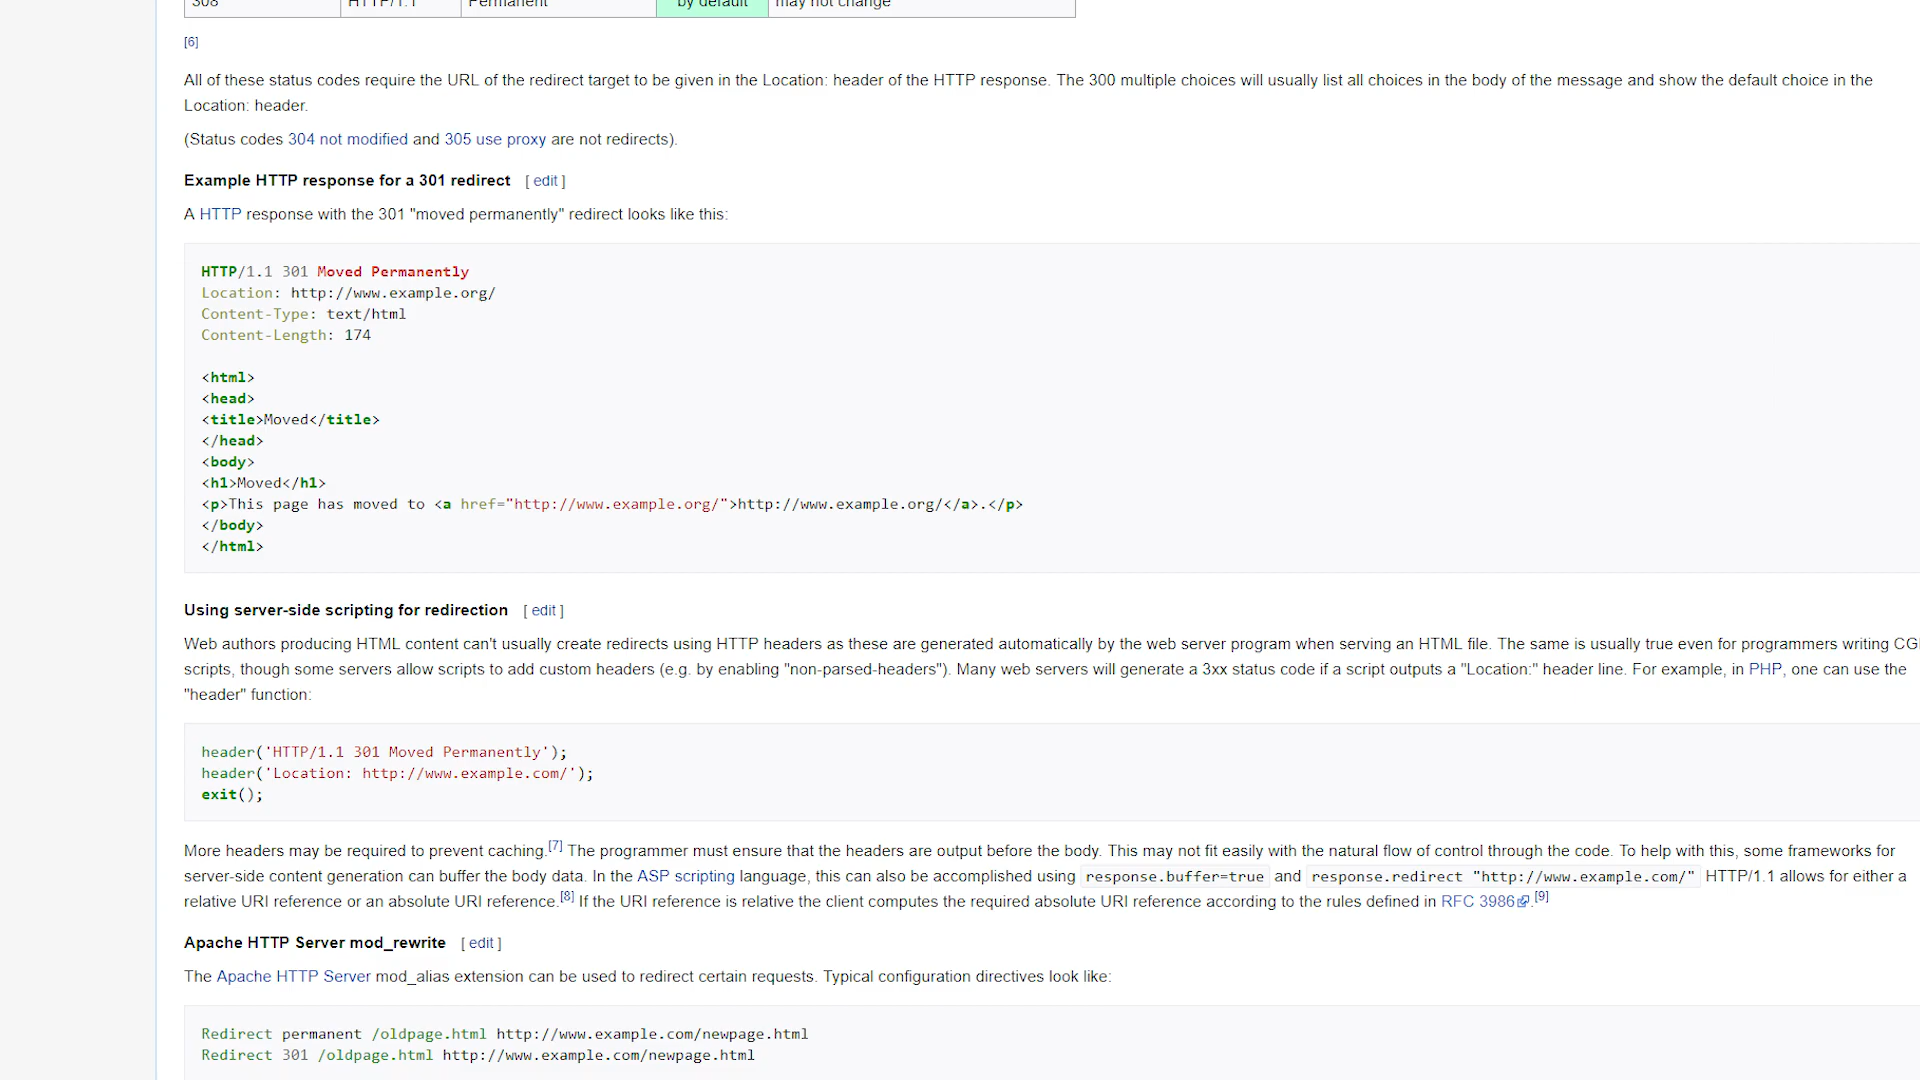 308 HTTP/1.1 Permanent by default may not change
[6]
All of these status codes require the URL of the redirect target to be given in the Location: header of the HTTP response. The 300 multiple choices will usually list all choices in the body of the message and show the default choice in the
Location: header.
(Status codes 304 not modified and 305 use proxy are not redirects).
Example HTTP response for a 301 redirect [ edit ]
A HTTP response with the 301 "moved permanently" redirect looks like this:
HTTP/1.1 301 Moved Permanently
Location: http://www.example.org/
Content-Type: text/html
Content-Length: 174
<html>
<head>
<title>Moved</title>
</head>
<body>
<h1>Moved</h1>
<p>This page has moved to <a href="http://www.example.org/">http://www.example.org/</a>.</p>
</body>
</html>
Using server-side scripting for redirection [ edit ]
Web authors producing HTML content can't usually create redirects using HTTP headers as these are generated automatically by the web server program when serving an HTML file. The same is usually true even for programmers writing CGI
scripts, though some servers allow scripts to add custom headers (e.g. by enabling "non-parsed-headers"). Many web servers will generate a 3xx status code if a script outputs a "Location:" header line. For example, in PHP, one can use the
"header" function:
header('HTTP/1.1 301 Moved Permanently');
header('Location: http://www.example.com/');
exit();
More headers may be required to prevent caching.[7] The programmer must ensure that the headers are output before the body. This may not fit easily with the natural flow of control through the code. To help with this, some frameworks for
server-side content generation can buffer the body data. In the ASP scripting language, this can also be accomplished using response.buffer=true and response.redirect "http://www.example.com/" HTTP/1.1 allows for either a
relative URI reference or an absolute URI reference.[8] If the URI reference is relative the client computes the required absolute URI reference according to the rules defined in RFC 3986.[9]
Apache HTTP Server mod_rewrite [ edit ]
The Apache HTTP Server mod_alias extension can be used to redirect certain requests. Typical configuration directives look like:
Redirect permanent /oldpage.html http://www.example.com/newpage.html
Redirect 301 /oldpage.html http://www.example.com/newpage.html